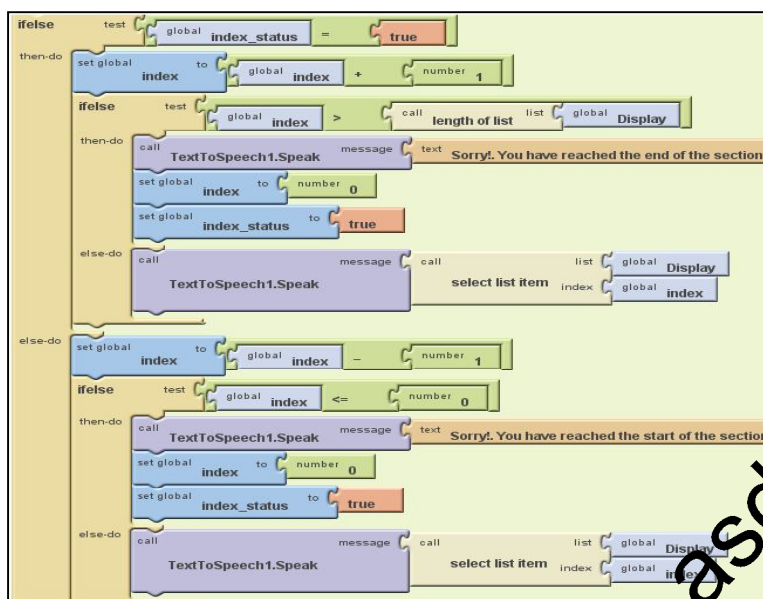 ifelse test global index_status = true
then-do set global index to global index + number 1
ifelse test global index > call length of list list global Display
then-do call TextToSpeech1.Speak message text Sorry!. You have reached the end of the section
set global index to number 0
set global index_status to true
else-do call TextToSpeech1.Speak message call select list item list global Display
index global index
else-do set global index to global index - number 1
ifelse test global index <= number 0
then-do call TextToSpeech1.Speak message text Sorry!. You have reached the start of the section
set global index to number 0
set global index_status to true
else-do call TextToSpeech1.Speak message call select list item list global Display
index global index